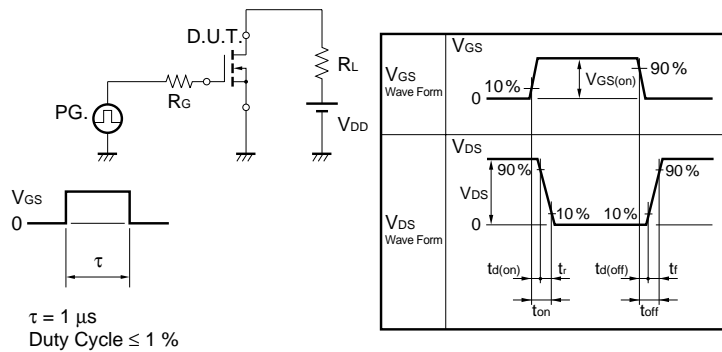 D.U.T.
RL
RG
PG.
VDD
VGS
0
τ
τ = 1 μs
Duty Cycle ≤ 1 %
VGS
Wave Form
VGS
10 %
0
VGS(on)
90 %
VDS
Wave Form
VDS
90 %
VDS
0
10 %
10 %
90 %
td(on)
tr
td(off)
tf
ton
toff